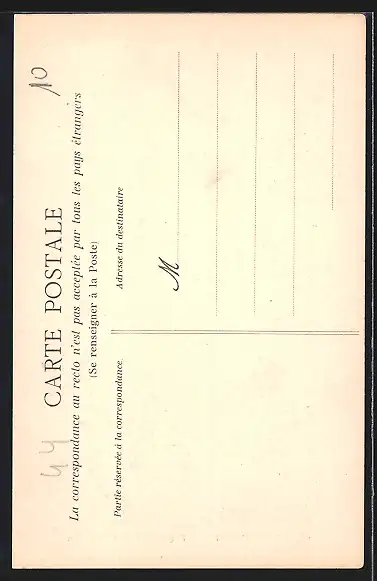 10
44
CARTE POSTALE
La correspondance au recto n'est pas acceptée par tous les pays étrangers
(Se renseigner à la Poste)
Partie réservée à la correspondance
Adresse du destinataire
M